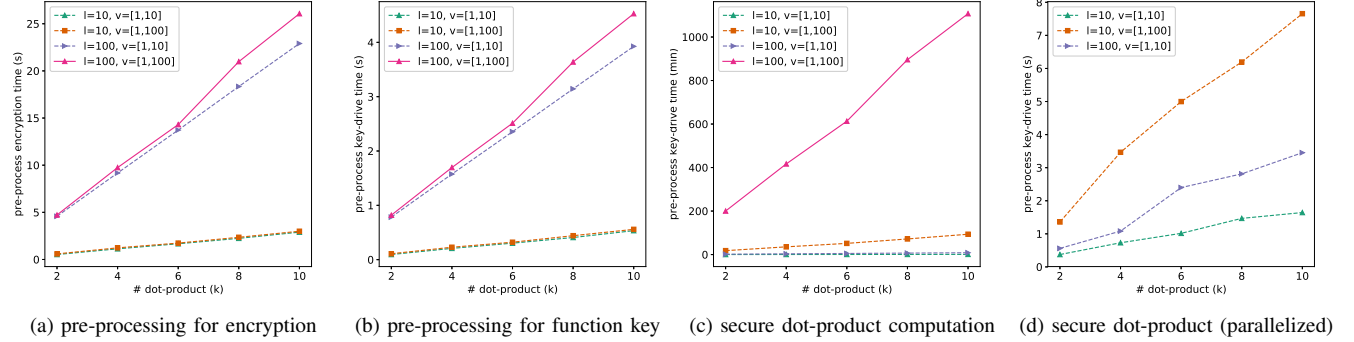 pre-process encryption time (s)
25
20
15
10
5
0
l=10, v=[1,10]
l=10, v=[1,100]
l=100, v=[1,10]
l=100, v=[1,100]
2 4 6 8 10
# dot-product (k)
(a) pre-processing for encryption
pre-process key-drive time (s)
4
3
2
1
0
l=10, v=[1,10]
l=10, v=[1,100]
l=100, v=[1,10]
l=100, v=[1,100]
2 4 6 8 10
# dot-product (k)
(b) pre-processing for function key
pre-process key-drive time (min)
1000
800
600
400
200
0
l=10, v=[1,10]
l=10, v=[1,100]
l=100, v=[1,10]
l=100, v=[1,100]
2 4 6 8 10
# dot-product (k)
(c) secure dot-product computation
pre-process key-drive time (s)
8
7
6
5
4
3
2
1
0
l=10, v=[1,10]
l=10, v=[1,100]
l=100, v=[1,10]
2 4 6 8 10
# dot-product (k)
(d) secure dot-product (parallelized)